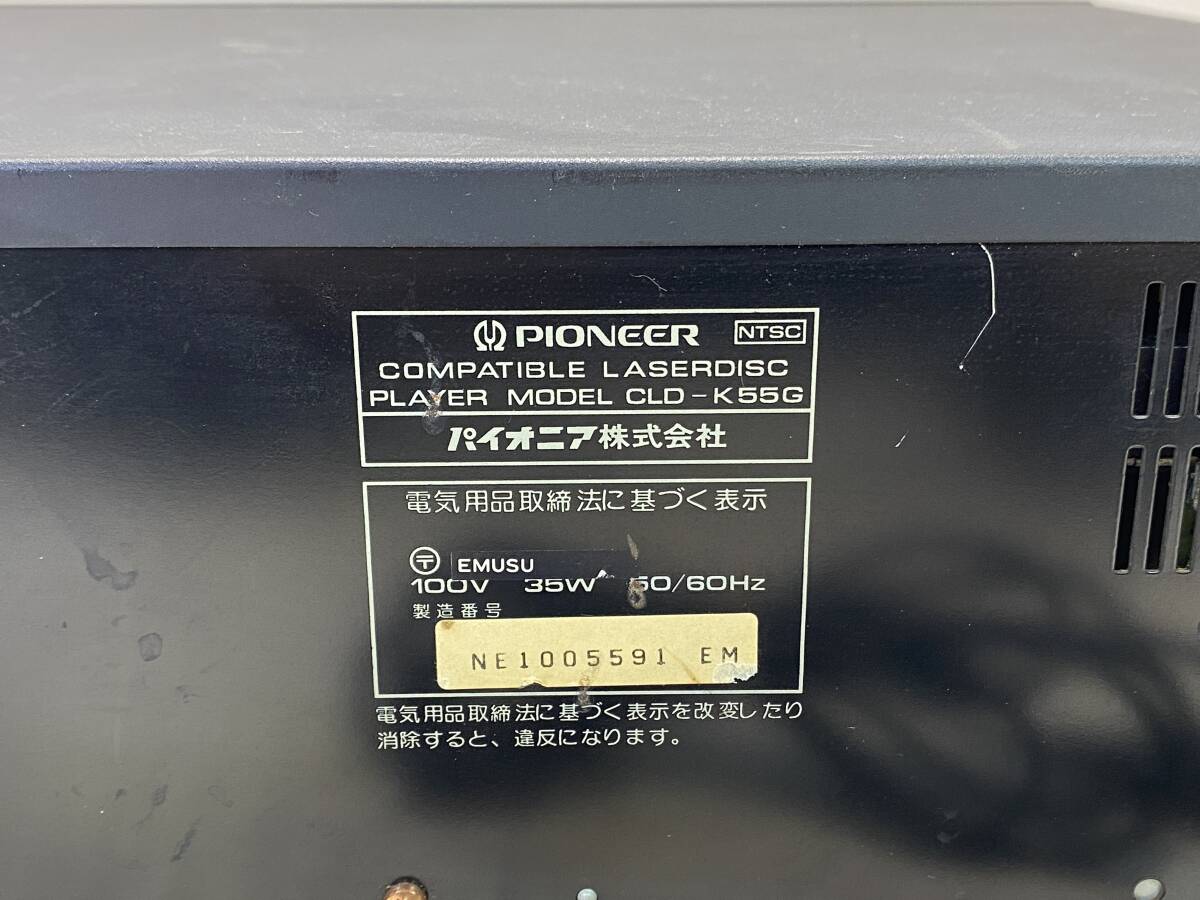 PIONEER NTSC
COMPATIBLE LASERDISC
PLAYER MODEL CLD-K55G
パイオニア株式会社
電気用品取締法に基づく表示
〒 EMUSU
100V 35W 50/60Hz
製造番号
NE1005591 EM
電気用品取締法に基づく表示を改変したり
消除すると、違反になります。